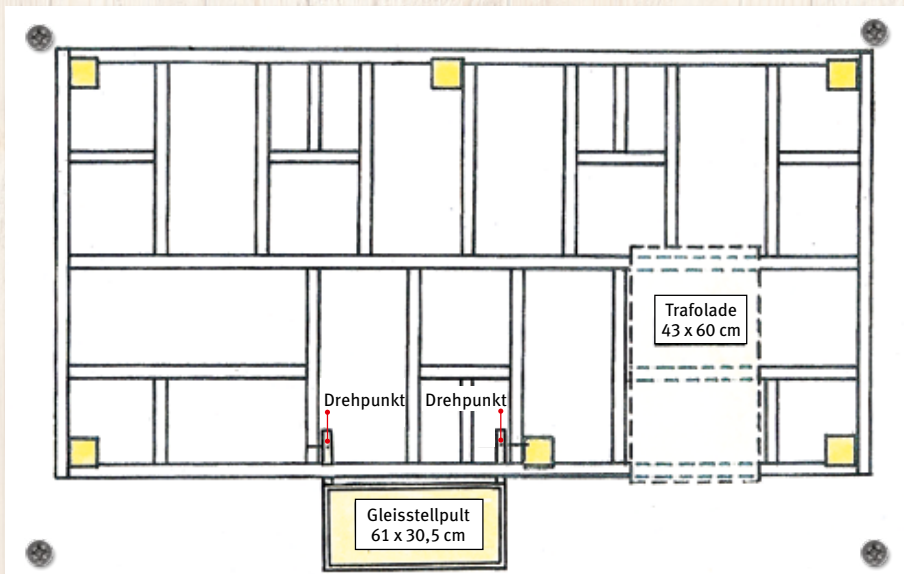 Trafolade
43 x 60 cm
Drehpunkt
Drehpunkt
Gleisstellpult
61 x 30,5 cm